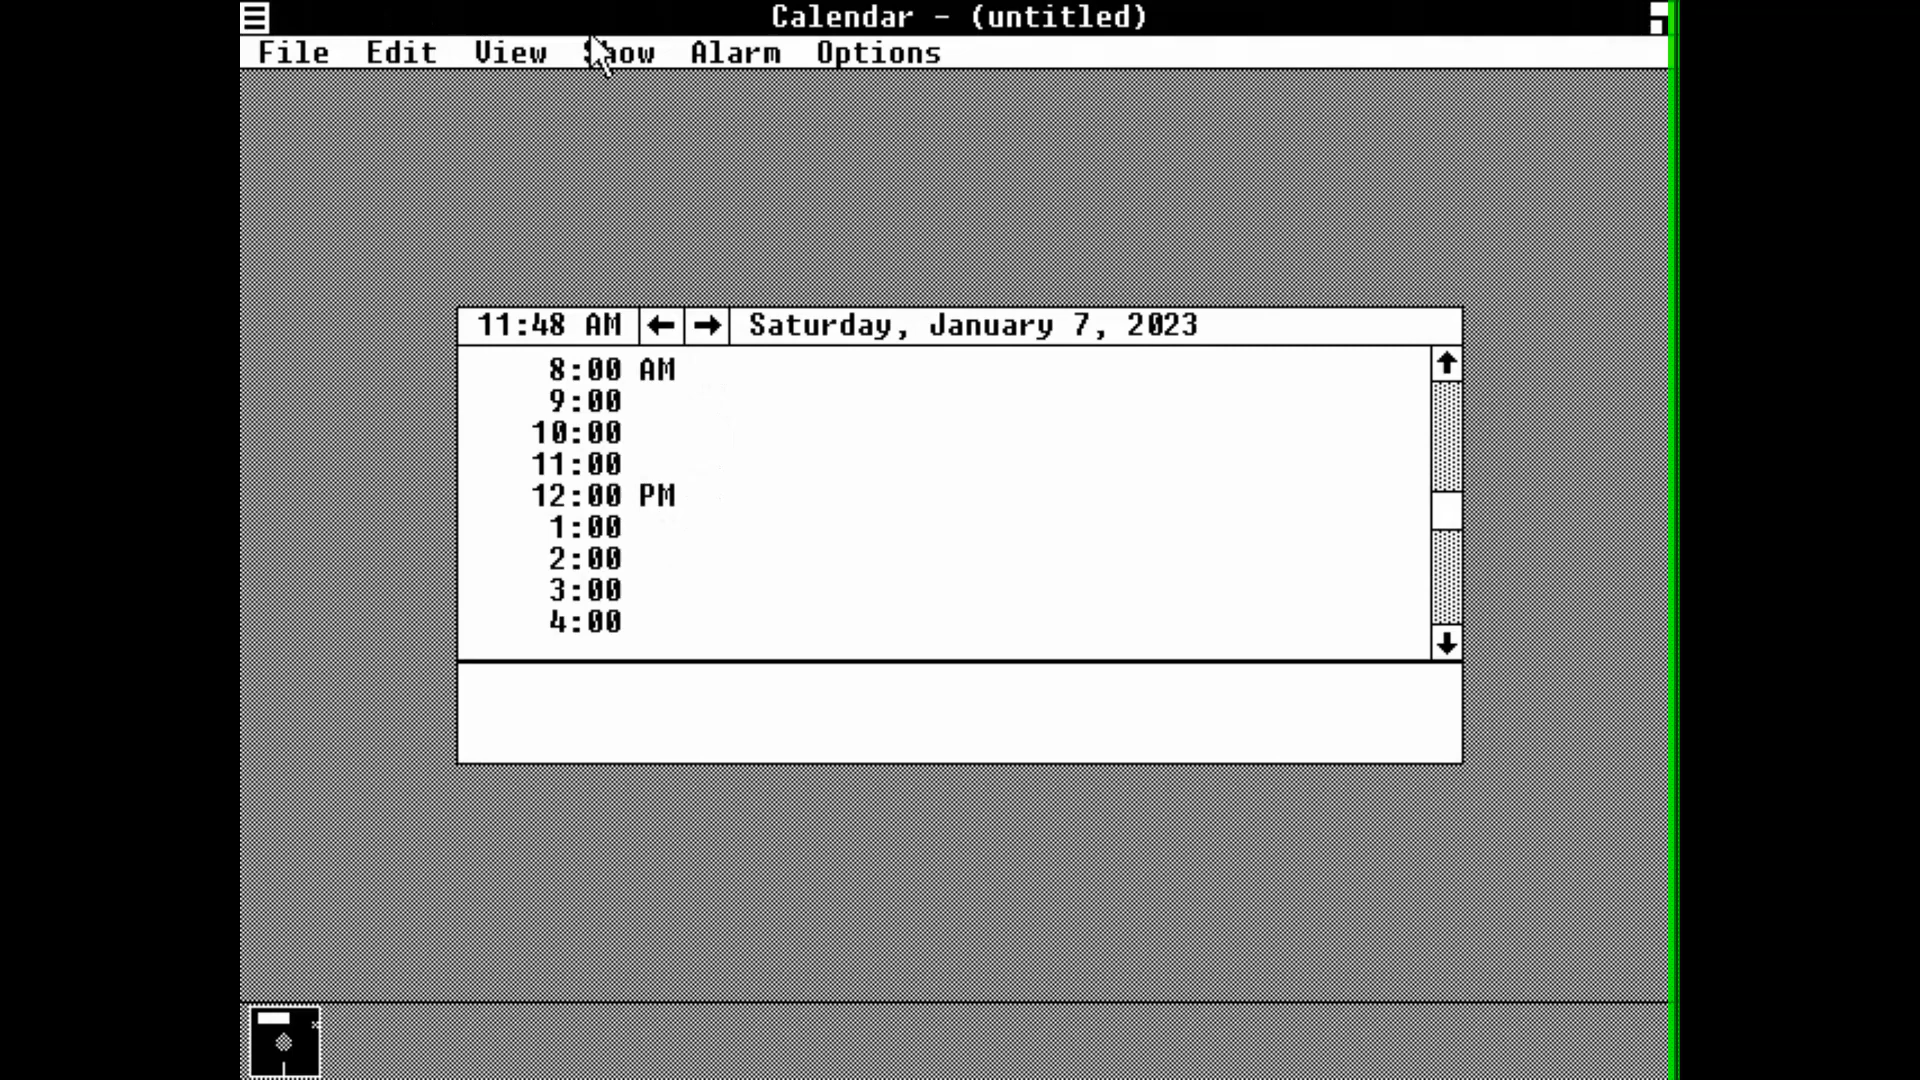 Calendar - (untitled)
File Edit View Show Alarm Options
11:48 AM Saturday, January 7, 2023
8:00 AM
9:00
10:00
11:00
12:00 PM
1:00
2:00
3:00
4:00